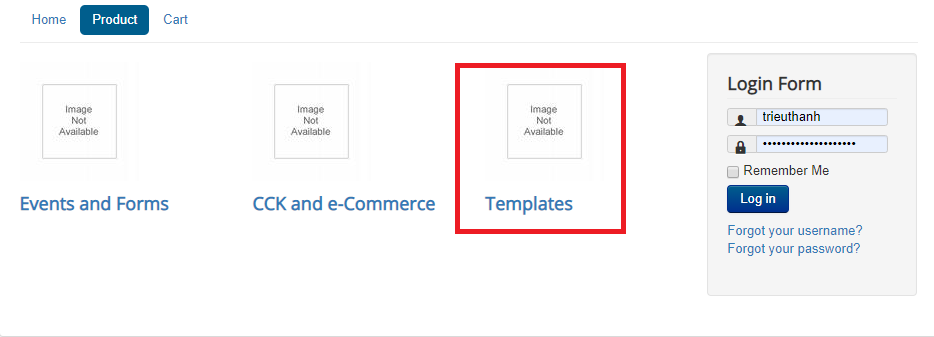 Home Product Cart
Image
Not
Available
Events and Forms
Image
Not
Available
CCK and e-Commerce
Image
Not
Available
Templates
Login Form
trieuthanh
••••••••••••••••••••
Remember Me
Log in
Forgot your username?
Forgot your password?